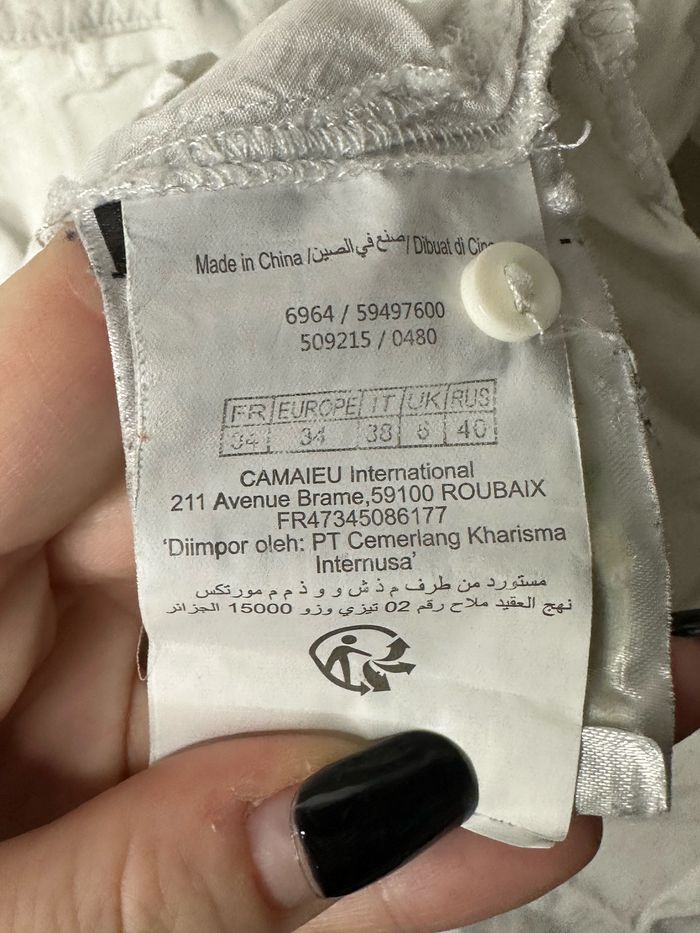 Made in China /صنع في الصين/ Dibuat di
6964 / 59497600
509215 / 0480
FR EUROPE IT UK RUS
34 34 38 6 40
CAMAIEU International
211 Avenue Brame,59100 ROUBAIX
FR47345086177
'Diimpor oleh: PT Cemerlang Kharisma
Internusa'
مستورد من طرف م ذ ش و و ذ م م مورتكس
نهج العقيد ملاح رقم 02 تيزي وزو 15000 الجزائر